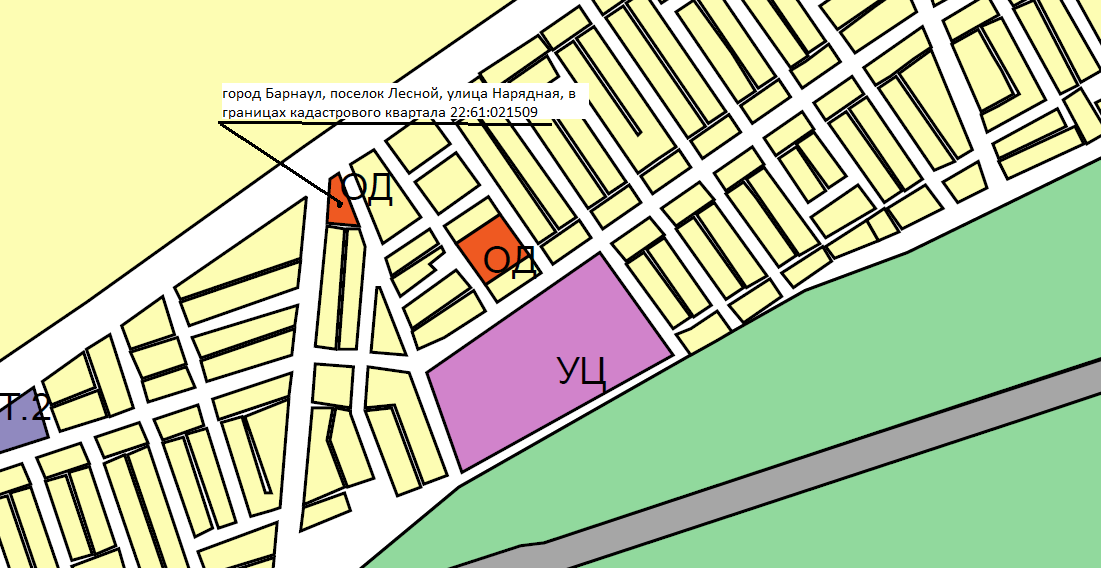 город Барнаул, поселок Лесной, улица Нарядная, в
границах кадастрового квартала 22:61:021509
ОД
ОД
УЦ
Т.2